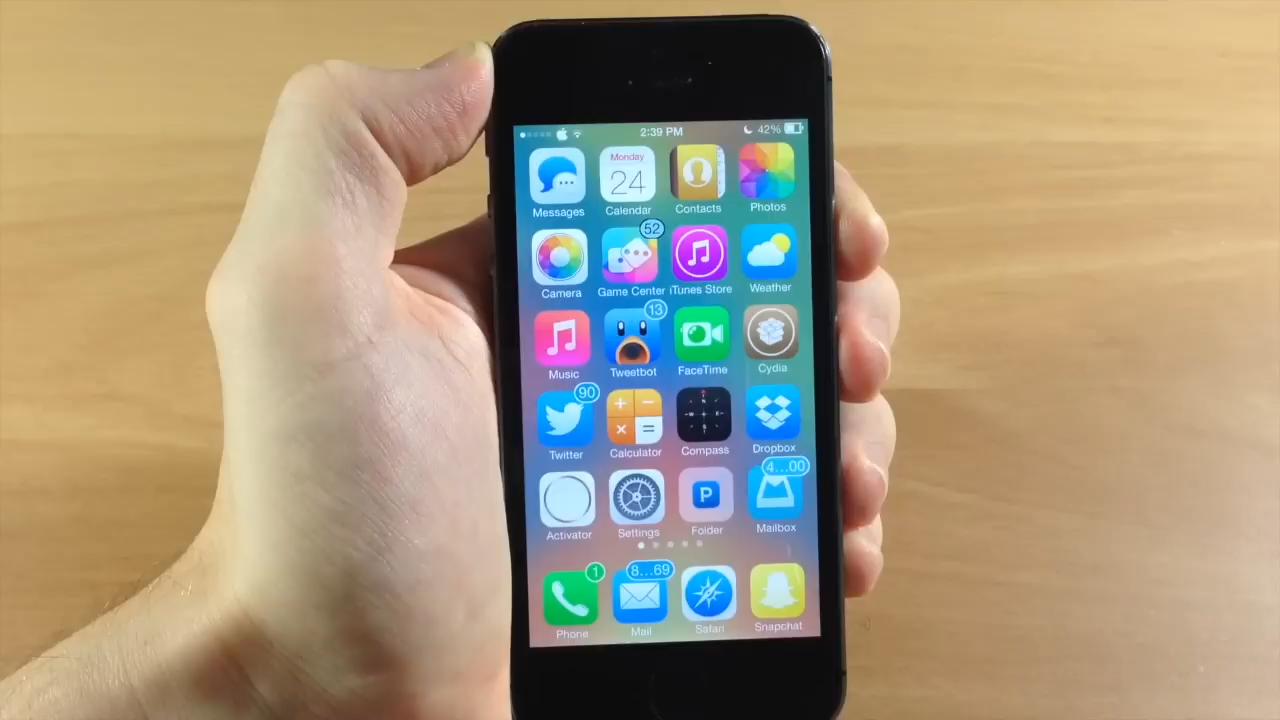 2:39 PM
42%
Monday
24
Messages
Calendar
Contacts
Photos
52
Camera
Game Center
iTunes Store
Weather
13
Music
Tweetbot
FaceTime
Cydia
90
N
W
E
S
Twitter
Calculator
Compass
Dropbox
4...00
P
Activator
Settings
Folder
Mailbox
1
8...69
Phone
Mail
Safari
Snapchat